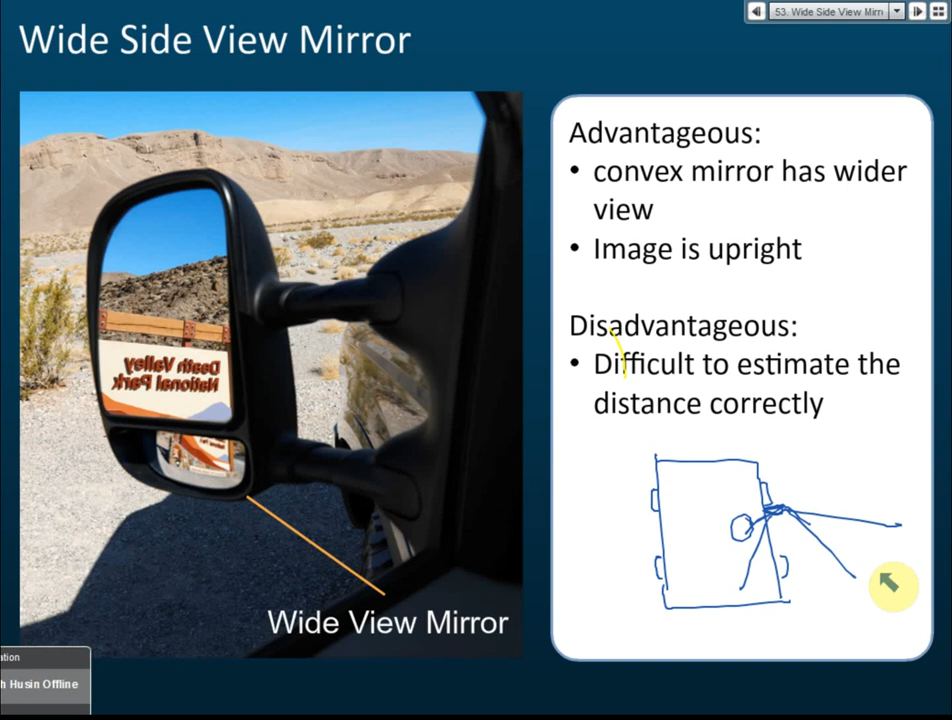 53. Wide Side View Mirr
Wide Side View Mirror
Advantageous:
• convex mirror has wider
view
• Image is upright
Disadvantageous:
• Difficult to estimate the
distance correctly
Death Valley
National Park
Wide View Mirror
ation
h Husin Offline